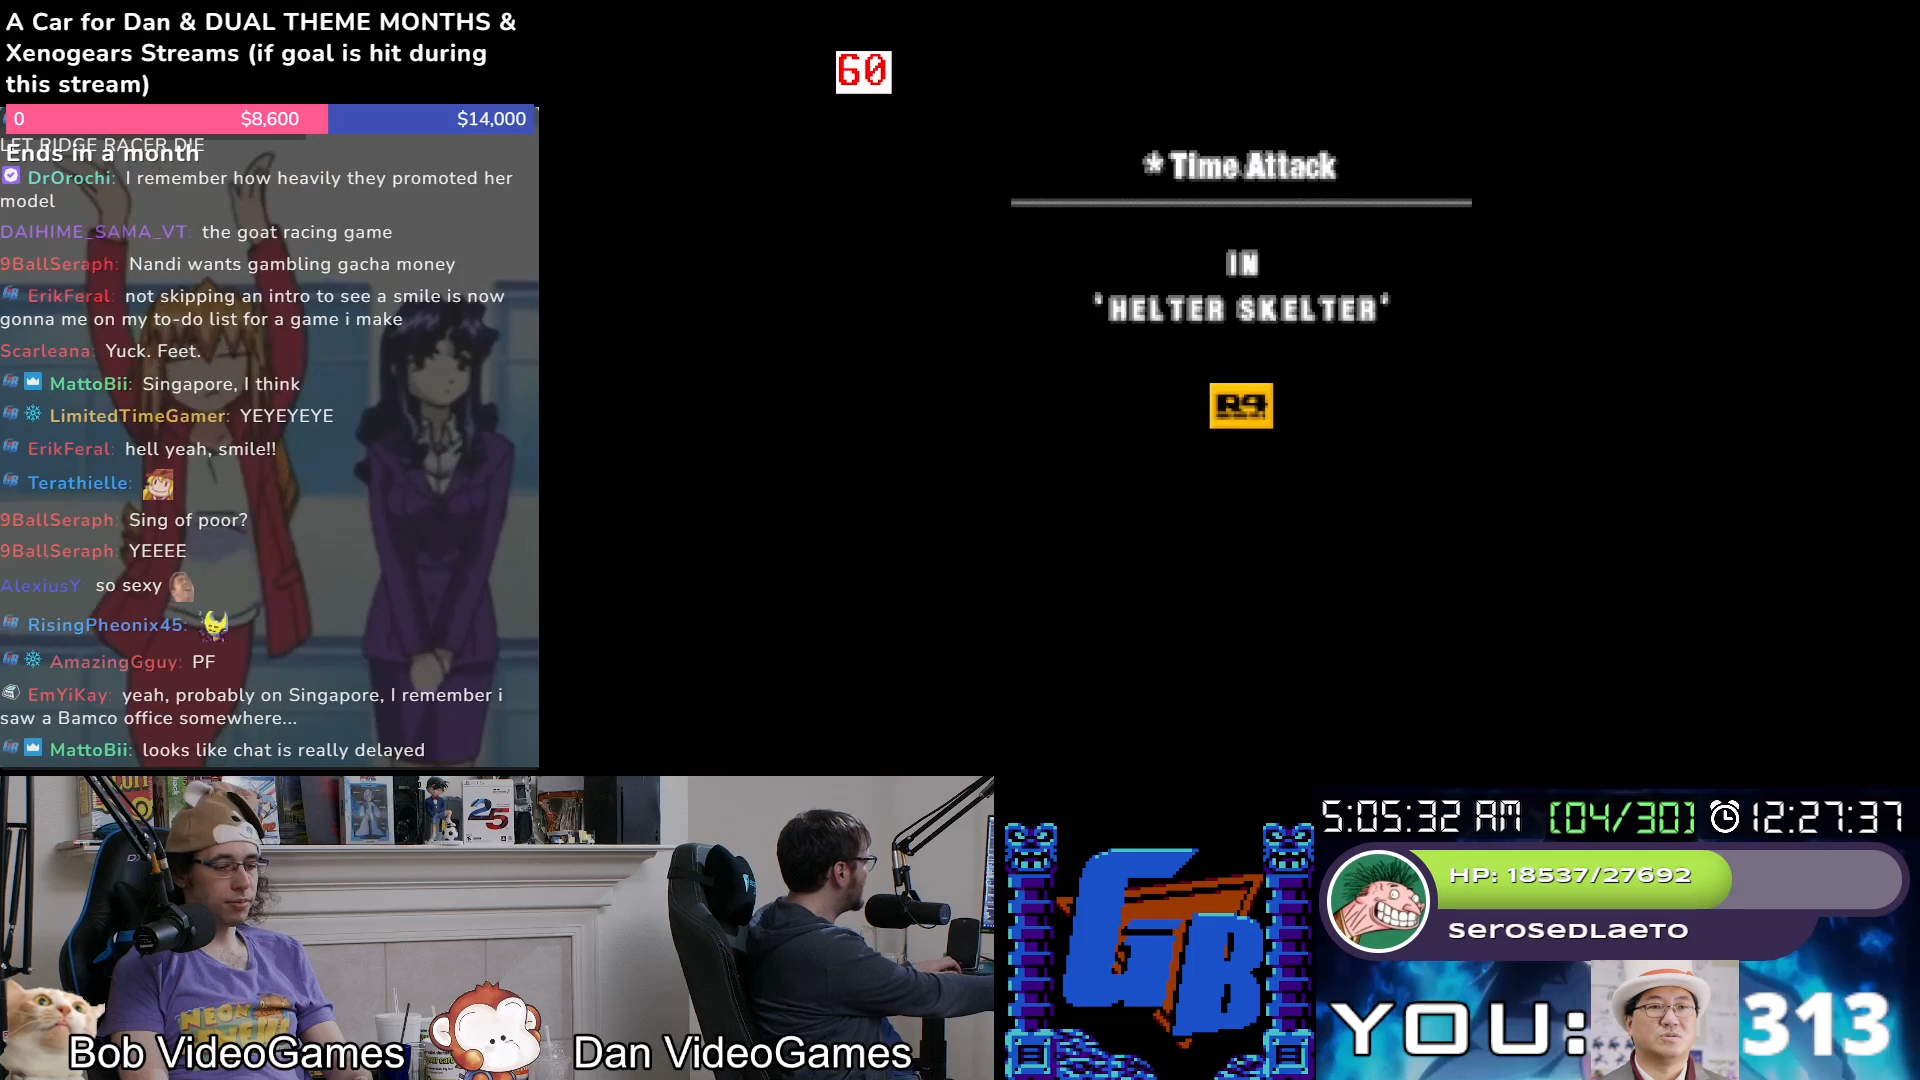 A Car for Dan & DUAL THEME MONTHS &
Xenogears Streams (if goal is hit during
this stream)
0 $8,600 $14,000
LET RIDGE RACER DIE
Ends in a month
DrOrochi: I remember how heavily they promoted her
model
DAIHIME_SAMA_VT: the goat racing game
9BallSeraph: Nandi wants gambling gacha money
ErikFeral: not skipping an intro to see a smile is now
gonna me on my to-do list for a game i make
Scarleana: Yuck. Feet.
MattoBii: Singapore, I think
LimitedTimeGamer: YEYEYEYE
ErikFeral: hell yeah, smile!!
Terathielle:
9BallSeraph: Sing of poor?
9BallSeraph: YEEEE
AlexiusY: so sexy
RisingPheonix45:
AmazingGguy: PF
EmYiKay: yeah, probably on Singapore, I remember i
saw a Bamco office somewhere...
MattoBii: looks like chat is really delayed
60
* Time Attack
IN
'HELTER SKELTER'
R4
25
NEON
Bob VideoGames
Dan VideoGames
GB
5:05:32 AM [04/30] 12:27:37
HP: 18537/27692
SeroSedLaeto
YOU: 313